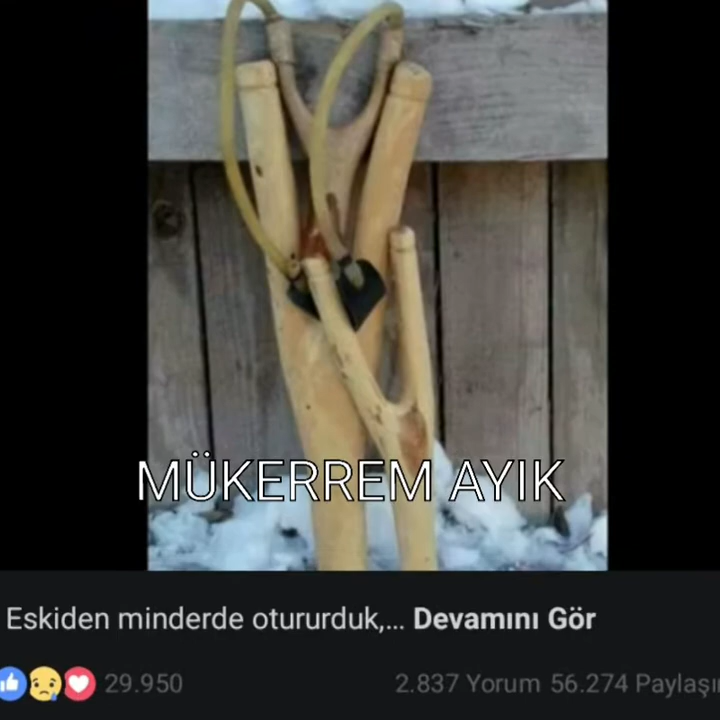 MÜKERREM AYIK
Eskiden minderde otururduk,... Devamını Gör
29.950 2.837 Yorum 56.274 Paylaşı